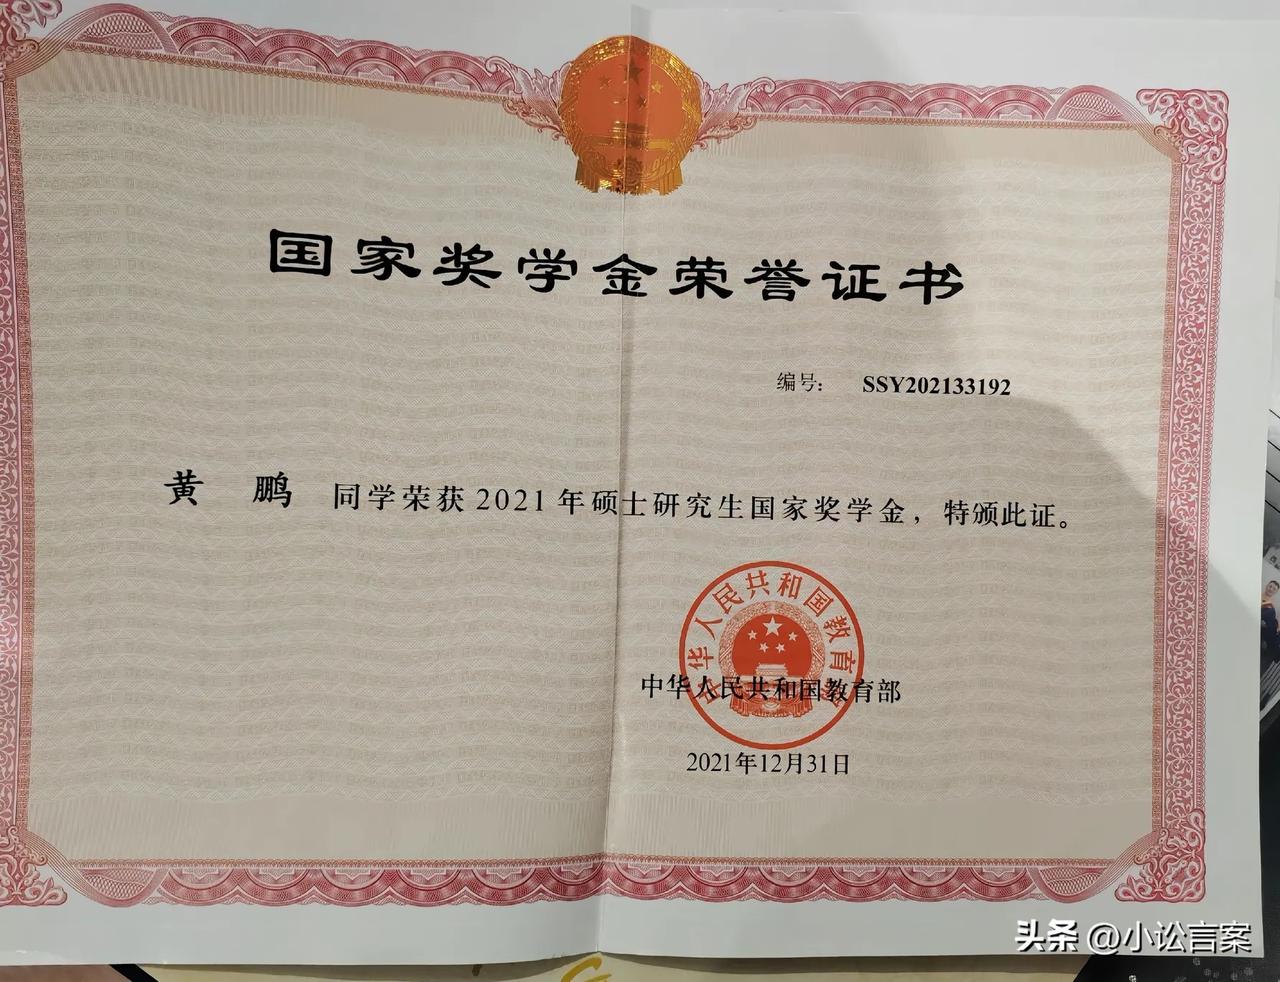 国家奖学金荣誉证书
编号： SSY202133192
黄 鹏 同学荣获2021年硕士研究生国家奖学金，特颁此证。
中华人民共和国教育部
中华人民共和国教育部
2021年12月31日
头条 @小讼言案